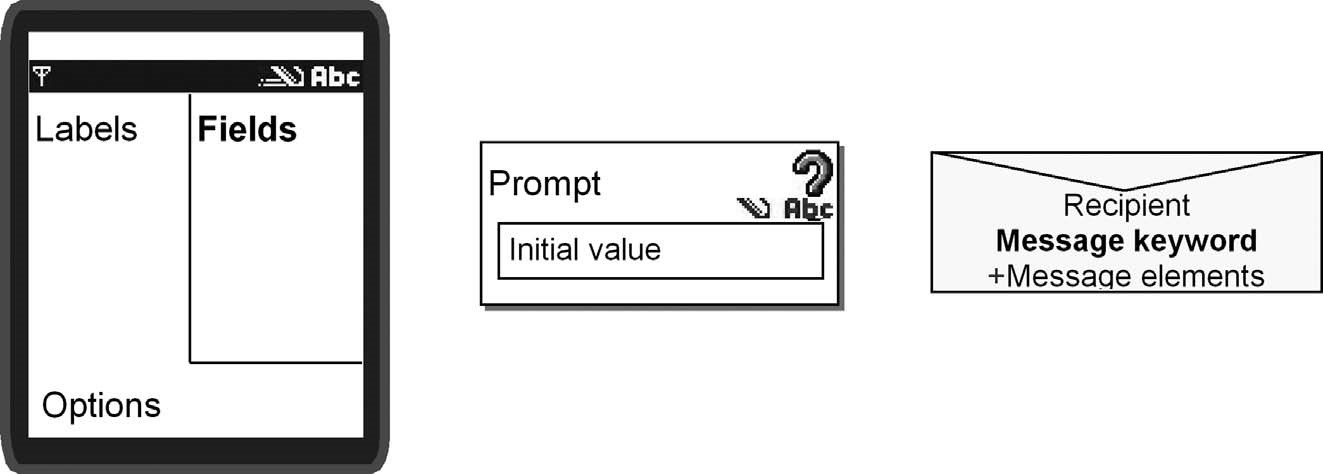 Abc
Labels
Fields
Options
Prompt
Abc
Initial value
Recipient
Message keyword
+Message elements